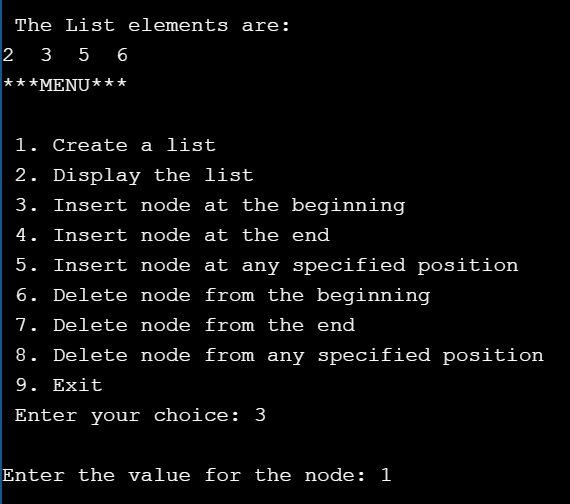 The List elements are:
2 3 5 6
***MENU***
1. Create a list
2. Display the list
3. Insert node at the beginning
4. Insert node at the end
5. Insert node at any specified position
6. Delete node from the beginning
7. Delete node from the end
8. Delete node from any specified position
9. Exit
Enter your choice: 3
Enter the value for the node: 1